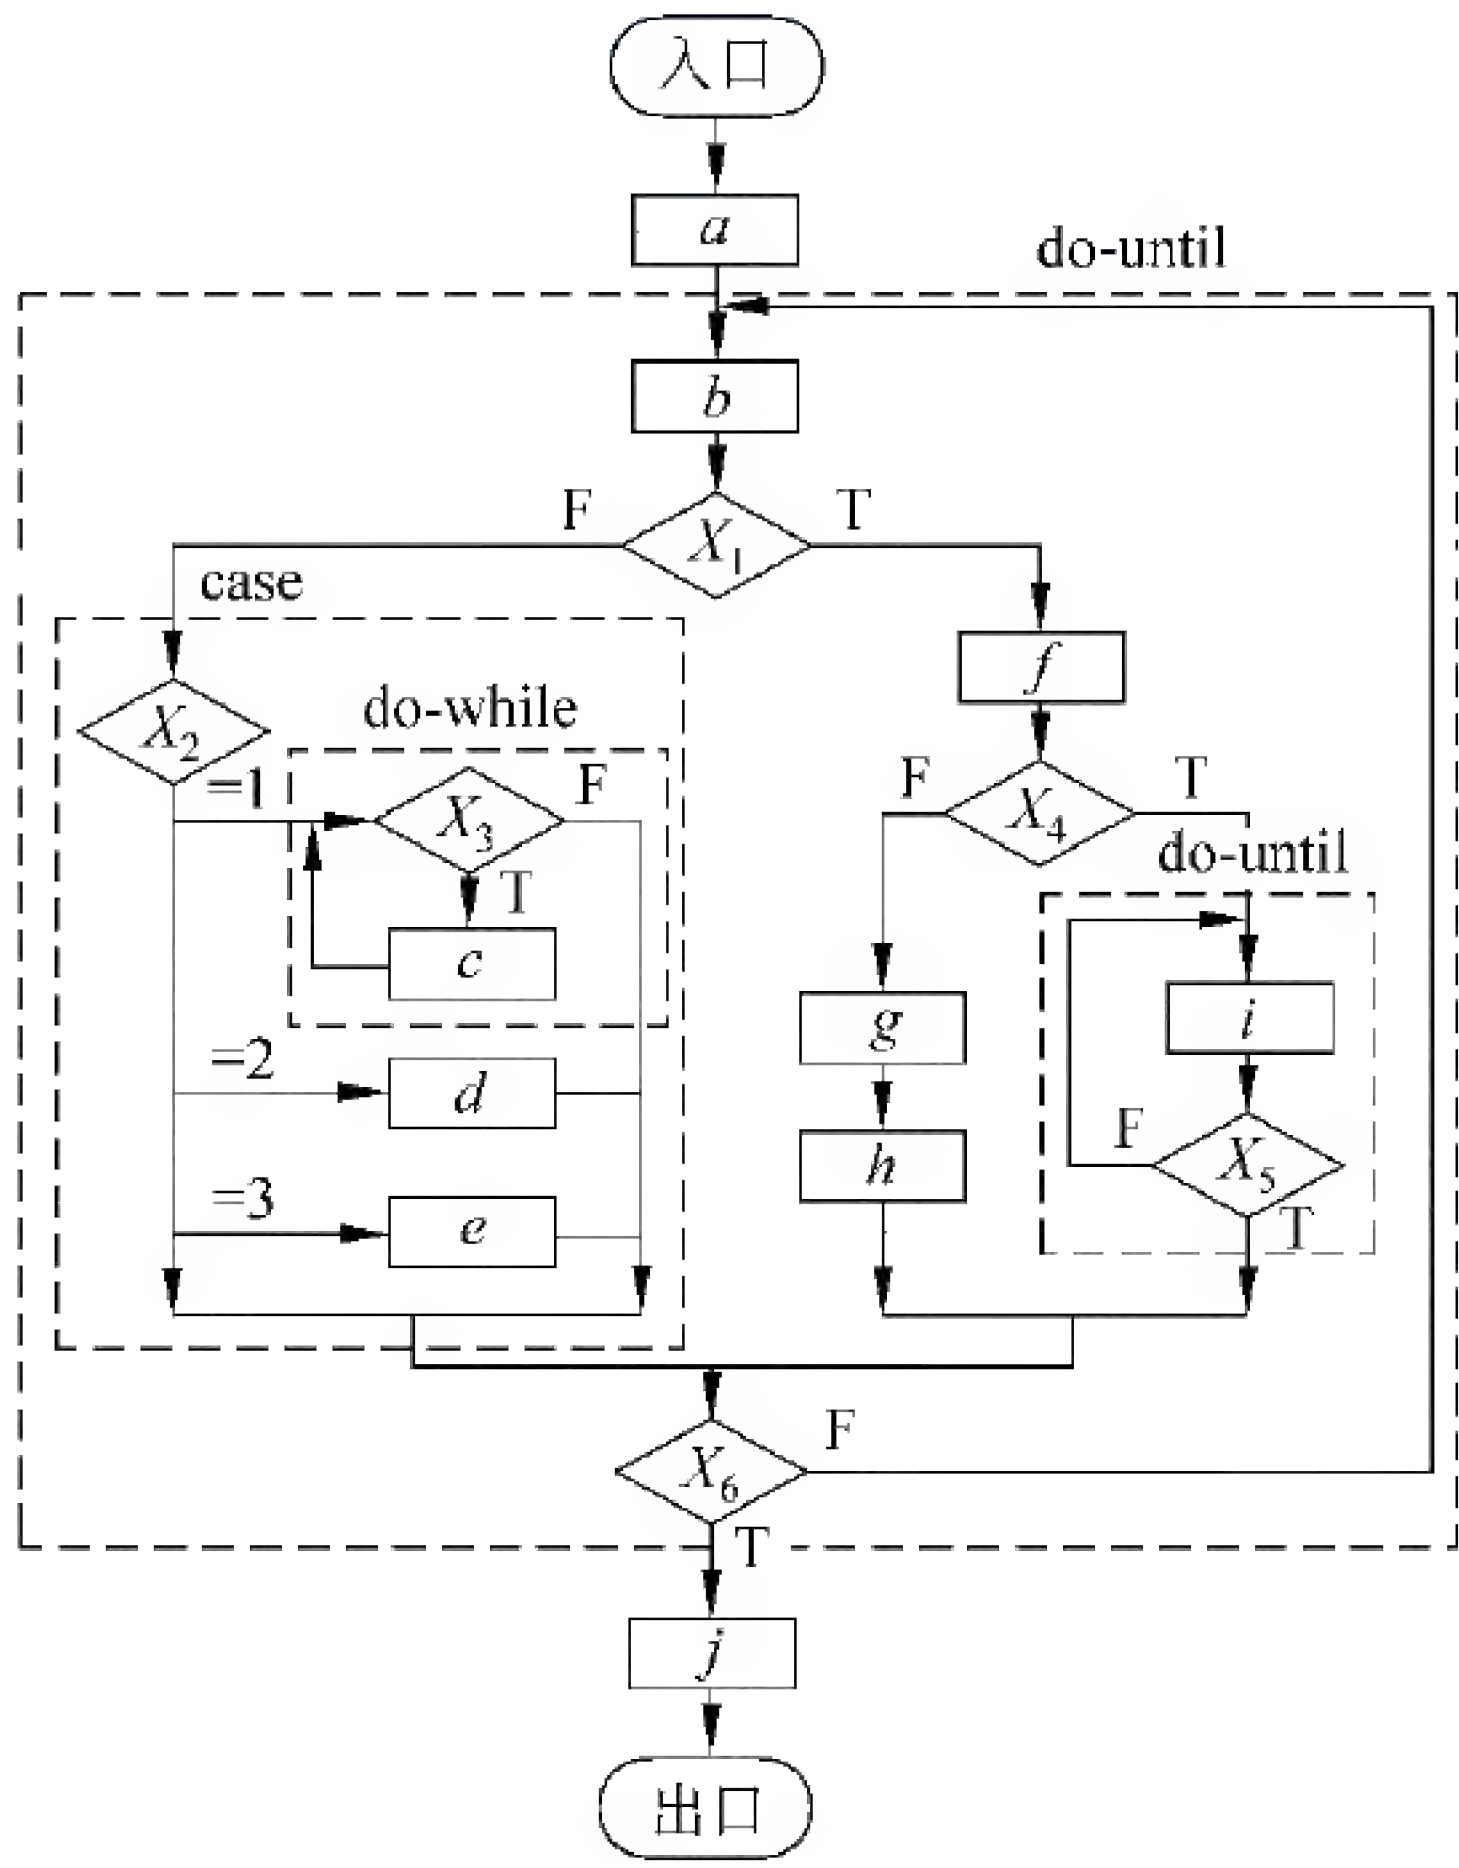 入口
a
do-until
b
F
T
X1
case
f
do-while
X2
=1
X3
F
F
X4
T
do-until
T
c
g
i
=2
d
F
h
X5
=3
e
T
F
X6
T
j
出口